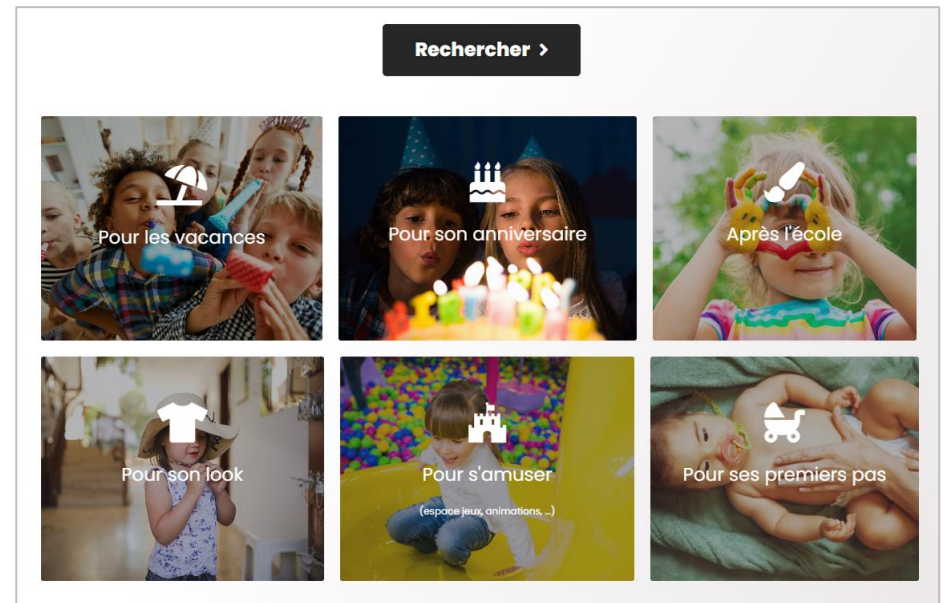 Rechercher >
Pour les vacances
Pour son anniversaire
Après l'école
Pour son look
Pour s'amuser
(espace jeux, animations, ...)
Pour ses premiers pas